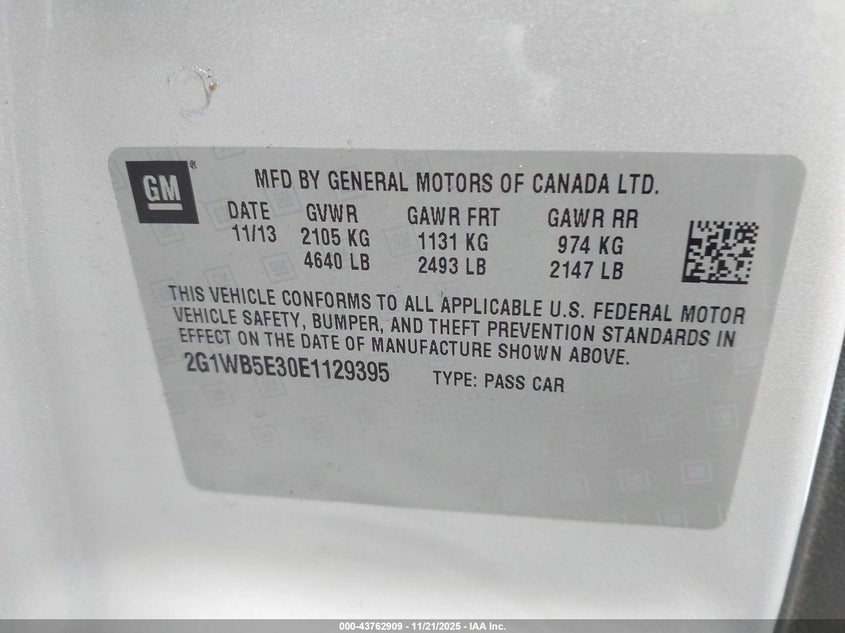 GM ®
MFD BY GENERAL MOTORS OF CANADA LTD.
DATE GVWR GAWR FRT GAWR RR
11/13 2105 KG 1131 KG 974 KG
4640 LB 2493 LB 2147 LB
THIS VEHICLE CONFORMS TO ALL APPLICABLE U.S. FEDERAL MOTOR
VEHICLE SAFETY, BUMPER, AND THEFT PREVENTION STANDARDS IN
EFFECT ON THE DATE OF MANUFACTURE SHOWN ABOVE.
2G1WB5E30E1129395 TYPE: PASS CAR
000-43762909 - 11/21/2025 - IAA Inc.